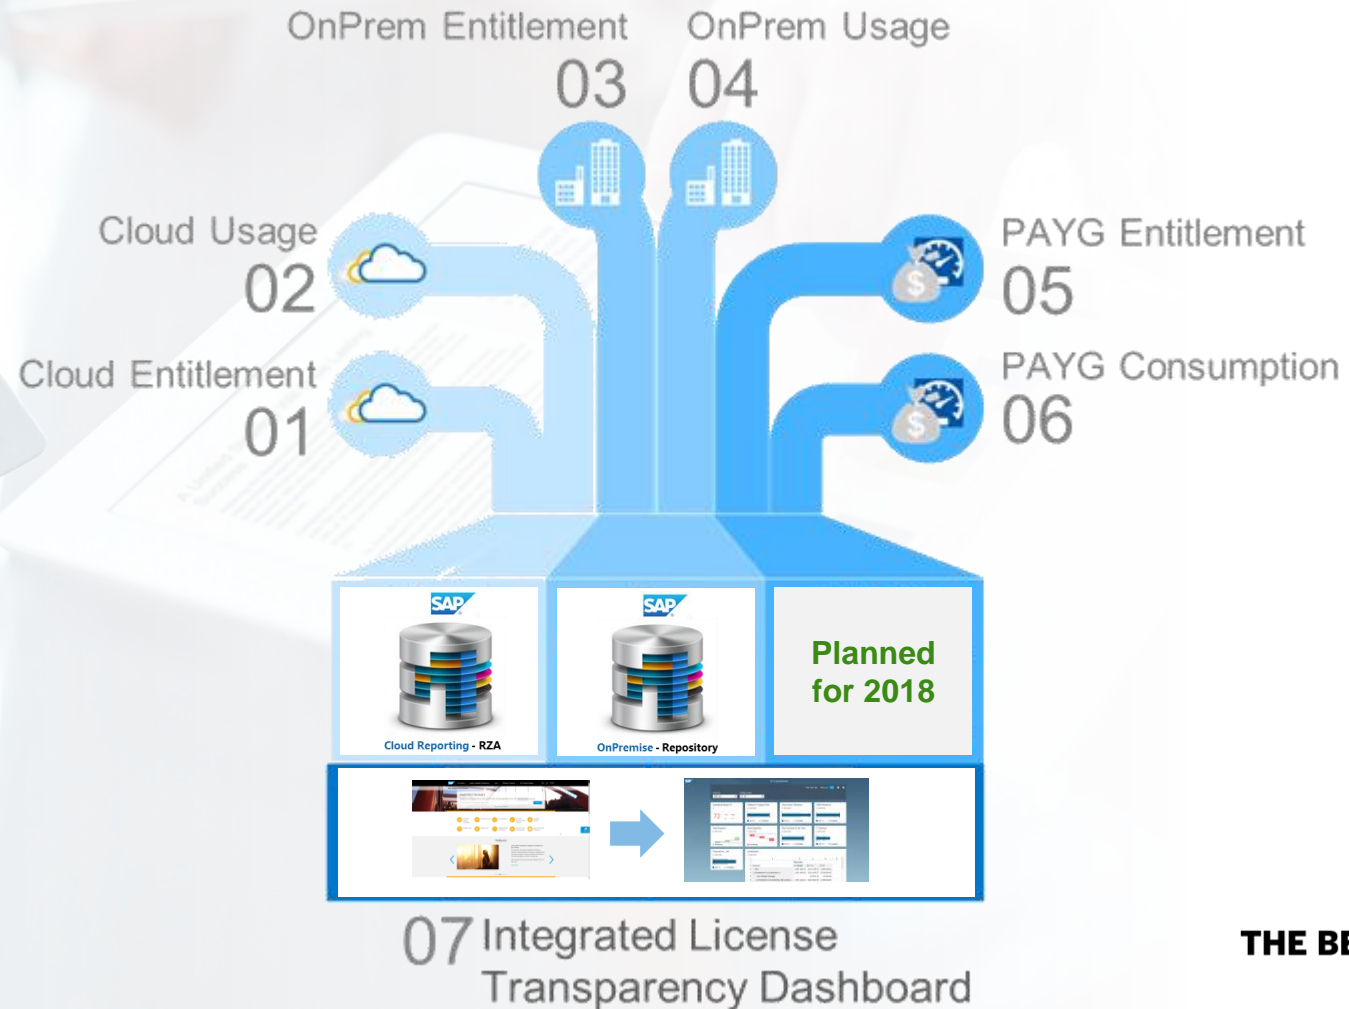 OnPrem Entitlement
03
OnPrem Usage
04
Cloud Usage
02
PAYG Entitlement
05
Cloud Entitlement
01
PAYG Consumption
06
SAP
Cloud Reporting - RZA
SAP
OnPremise - Repository
Planned
for 2018
07 Integrated License
Transparency Dashboard
THE BE